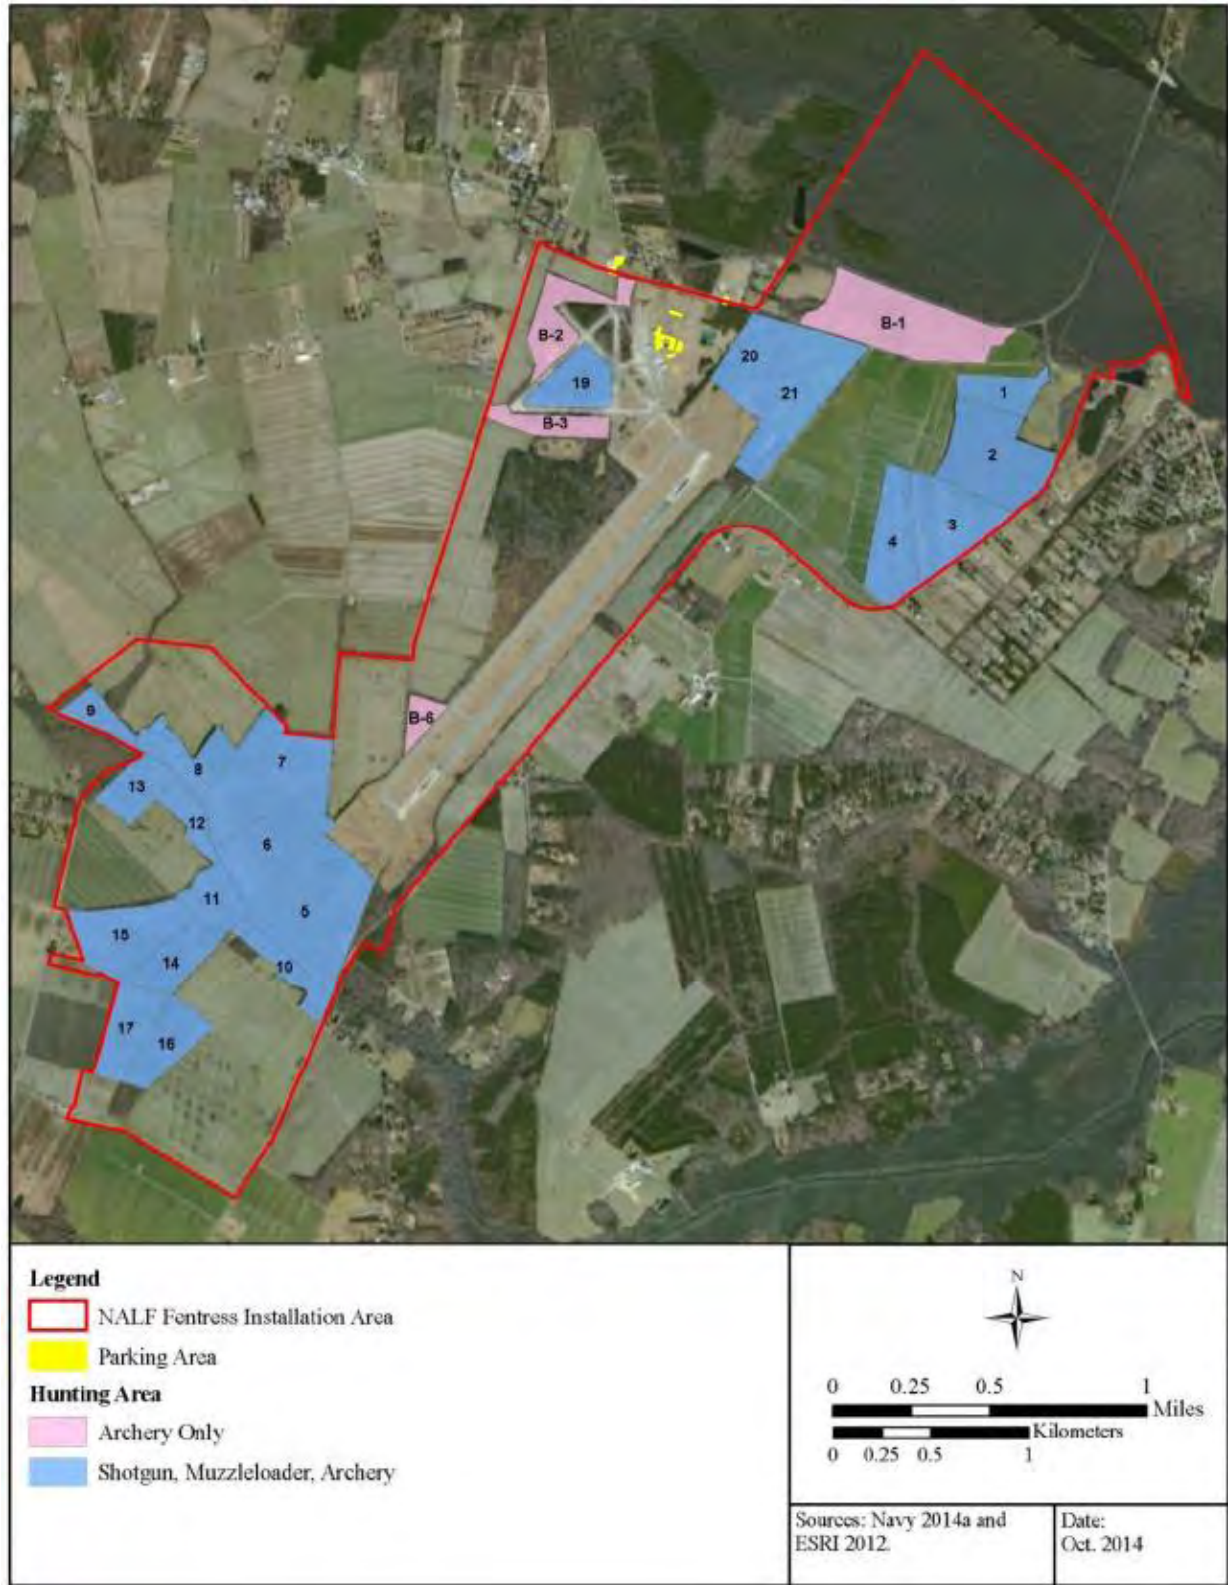 B-1
B-2
20
19
21
1
B-3
2
3
4
9
B-6
7
8
13
12
6
11
5
15
14
10
17
16
Legend
NALF Fentress Installation Area
Parking Area
Hunting Area
Archery Only
Shotgun, Muzzleloader, Archery
N
0 0.25 0.5 1
Miles
Kilometers
0 0.25 0.5 1
Sources: Navy 2014a and
ESRI 2012.
Date:
Oct. 2014